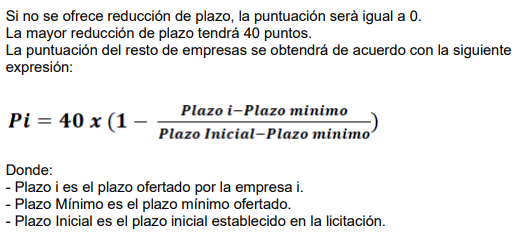 Si no se ofrece reducción de plazo, la puntuación serà igual a 0.
La mayor reducción de plazo tendrá 40 puntos.
La puntuación del resto de empresas se obtendrá de acuerdo con la siguiente
expresión:
Pi = 40 x (1 − (Plazo i−Plazo minimo) / (Plazo Inicial−Plazo minimo))
Donde:
- Plazo i es el plazo ofertado por la empresa i.
- Plazo Mínimo es el plazo mínimo ofertado.
- Plazo Inicial es el plazo inicial establecido en la licitación.